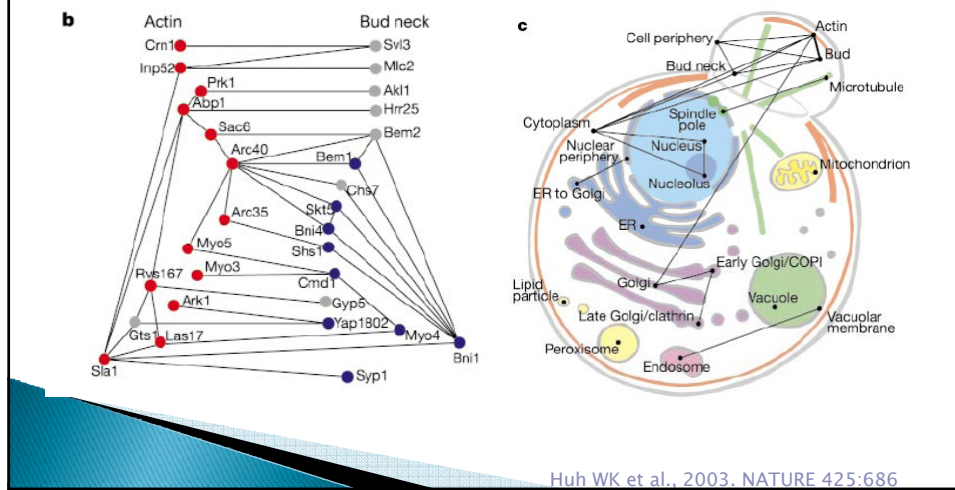 b
Actin
Bud neck
Crn1
Svl3
Inp52
Mlc2
Prk1
Akl1
Abp1
Hrr25
Sac6
Bem2
Arc40
Bem1
Chs7
Skt5
Arc35
Bni4
Shs1
Myo5
Myo3
Cmd1
Rvs167
Gyp5
Ark1
Yap1802
Gts1
Las17
Myo4
Bni1
Sla1
Syp1
c
Actin
Cell periphery
Bud
Bud neck
Microtubule
Spindle
pole
Cytoplasm
Nuclear
periphery
Nucleus
Mitochondrion
Nucleolus
ER to Golgi
ER
Early Golgi/COPI
Golgi
Lipid
particle
Vacuole
Late Golgi/clathrin
Vacuolar
membrane
Peroxisome
Endosome
Huh WK et al., 2003. NATURE 425:686